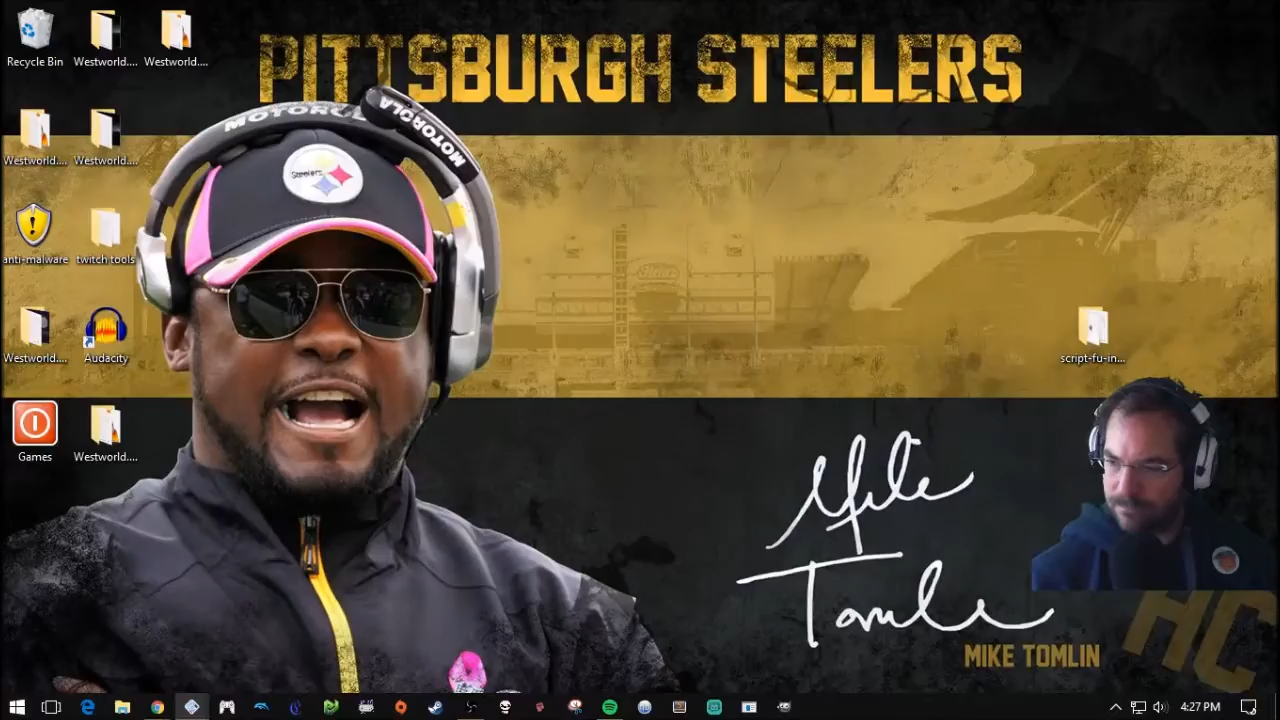 PITTSBURGH STEELERS
Recycle Bin
Westworld....
Westworld....
MOTOROLA
MOTOROLA
Westworld....
Westworld....
Steelers
anti-malware
twitch tools
Heinz
Westworld....
Audacity
script-fu-in...
Games
Westworld....
Mike
Tomlin
MIKE TOMLIN
HC
4:27 PM